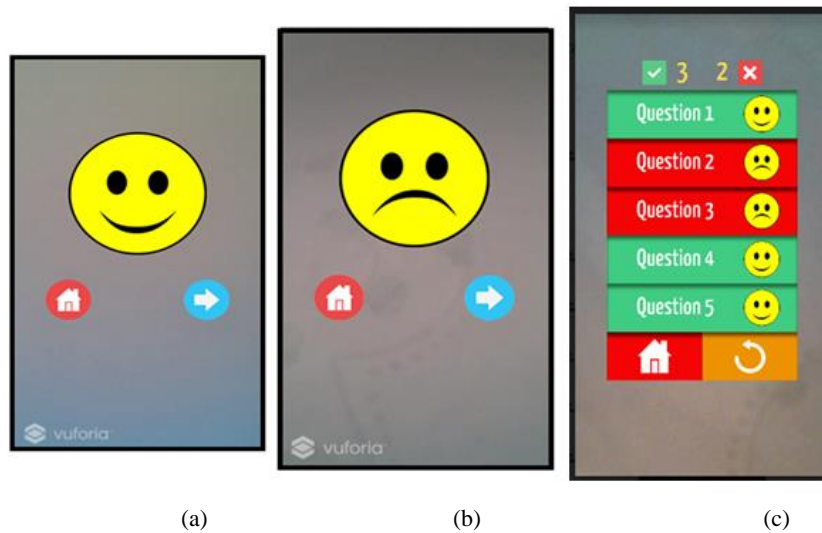 3 2
Question 1
Question 2
Question 3
Question 4
Question 5
vuforia
vuforia
(a) (b) (c)